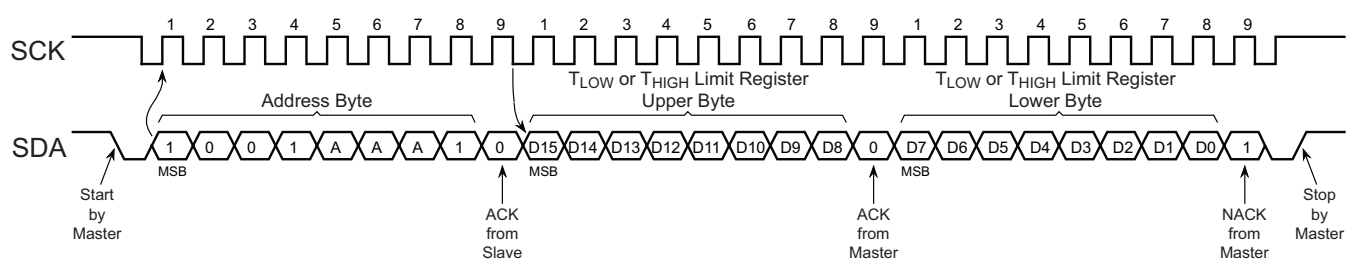 1 2 3 4 5 6 7 8 9 1 2 3 4 5 6 7 8 9 1 2 3 4 5 6 7 8 9
SCK
TLOW or THIGH Limit Register
Upper Byte
TLOW or THIGH Limit Register
Lower Byte
Address Byte
SDA
1 0 0 1 A A A 1 0 D15 D14 D13 D12 D11 D10 D9 D8 0 D7 D6 D5 D4 D3 D2 D1 D0 1
MSB
MSB
MSB
Start
by
Master
ACK
from
Slave
ACK
from
Master
NACK
from
Master
Stop
by
Master